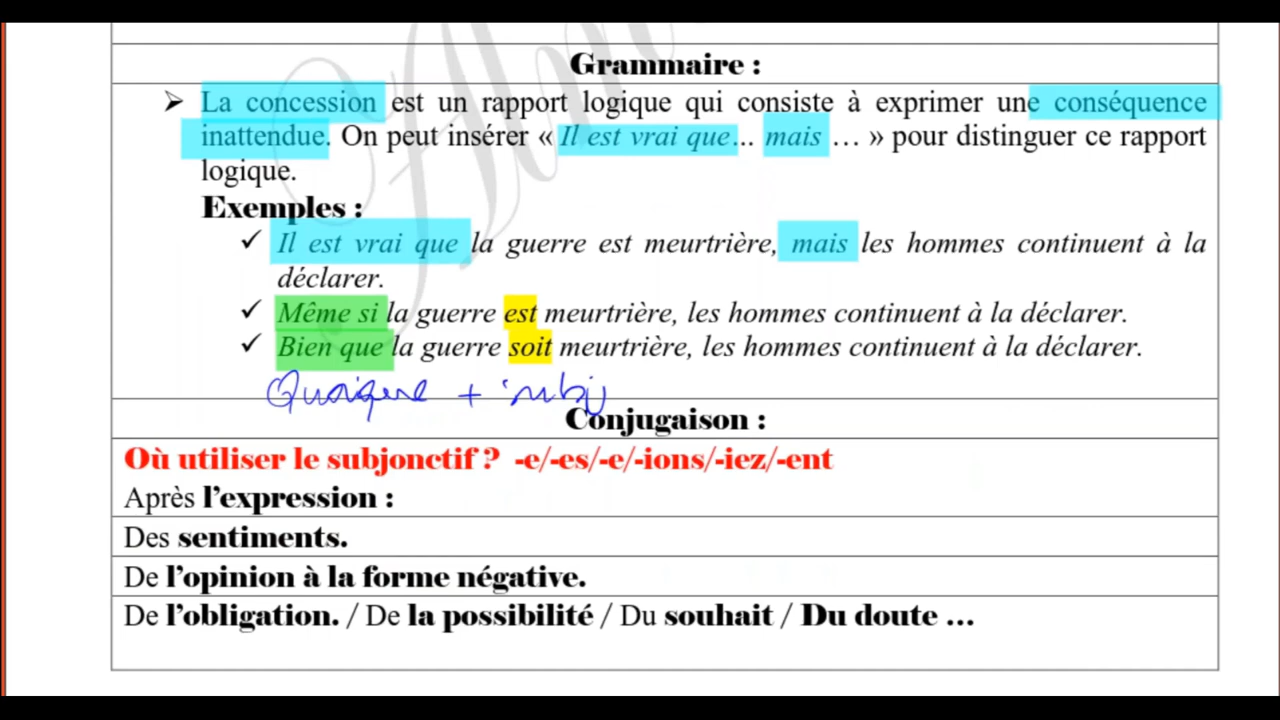 Grammaire :
➤ La concession est un rapport logique qui consiste à exprimer une conséquence
inattendue. On peut insérer « Il est vrai que... mais ... » pour distinguer ce rapport
logique.
Exemples :
✓ Il est vrai que la guerre est meurtrière, mais les hommes continuent à la
déclarer.
✓ Même si la guerre est meurtrière, les hommes continuent à la déclarer.
✓ Bien que la guerre soit meurtrière, les hommes continuent à la déclarer.
Quoique + subj
Conjugaison :
Où utiliser le subjonctif ? -e/-es/-e/-ions/-iez/-ent
Après l’expression :
Des sentiments.
De l’opinion à la forme négative.
De l’obligation. / De la possibilité / Du souhait / Du doute ...